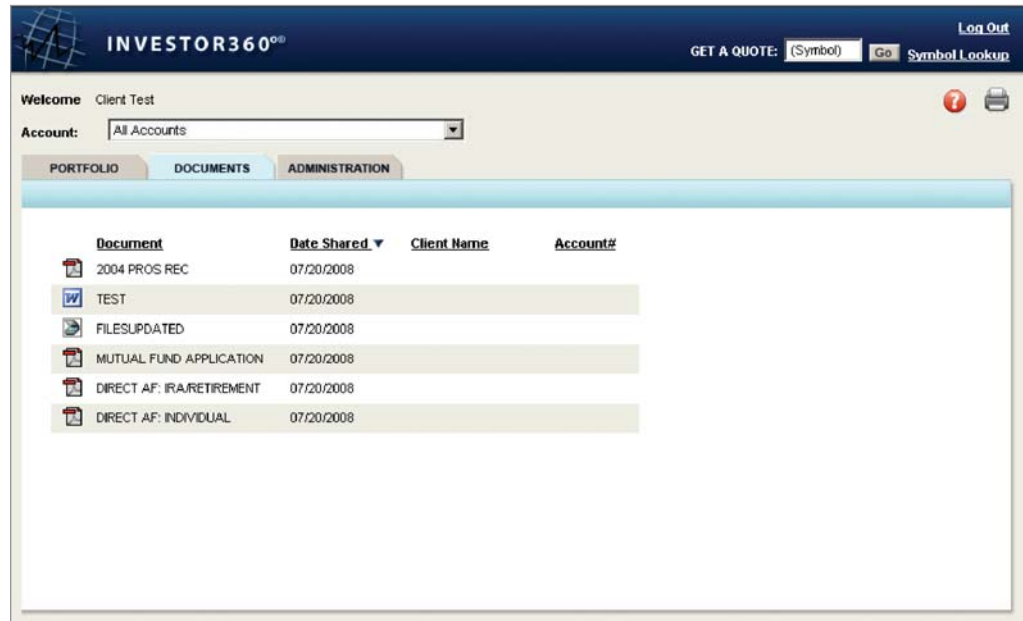 Log Out
INVESTOR360°®
GET A QUOTE: (Symbol) Go Symbol Lookup
Welcome Client Test
Account: All Accounts
PORTFOLIO DOCUMENTS ADMINISTRATION
Document Date Shared Client Name Account#
2004 PROS REC 07/20/2008
TEST 07/20/2008
FILESUPDATED 07/20/2008
MUTUAL FUND APPLICATION 07/20/2008
DIRECT AF: IRA/RETIREMENT 07/20/2008
DIRECT AF: INDIVIDUAL 07/20/2008